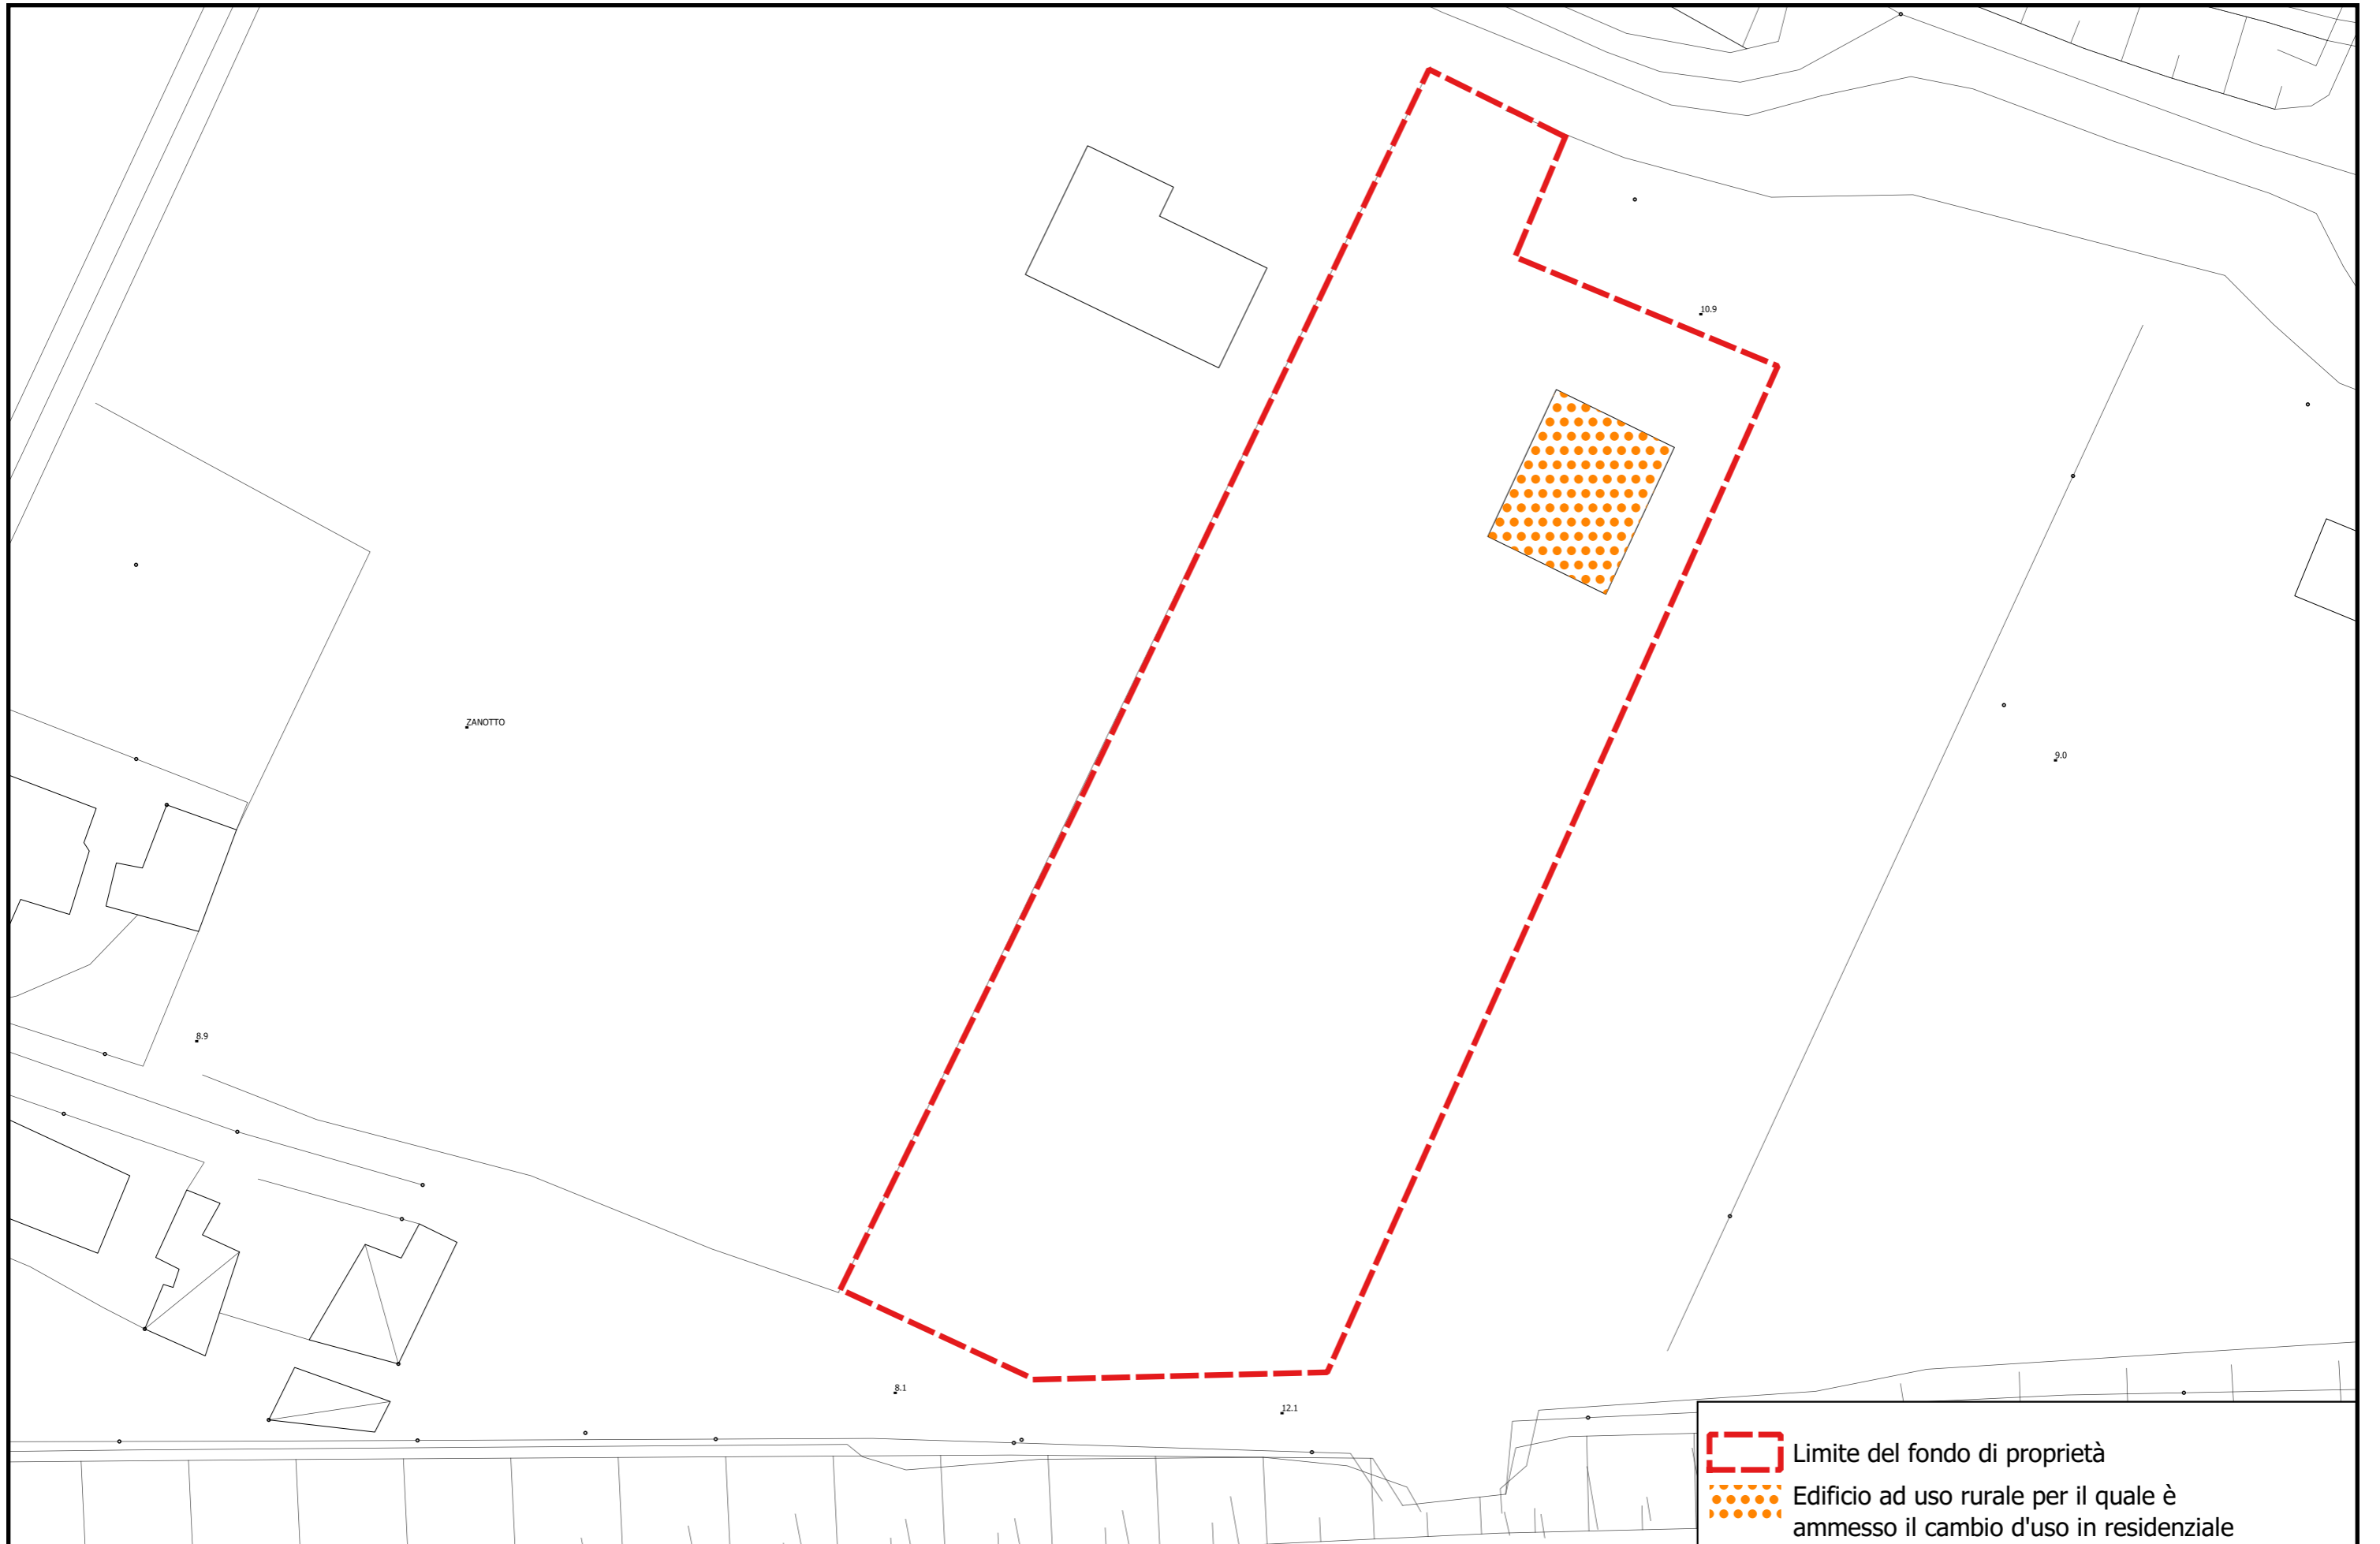 10.9
ZANOTTO
9.0
8.9
8.1
12.1
Limite del fondo di proprietà
Edificio ad uso rurale per il quale è
ammesso il cambio d'uso in residenziale